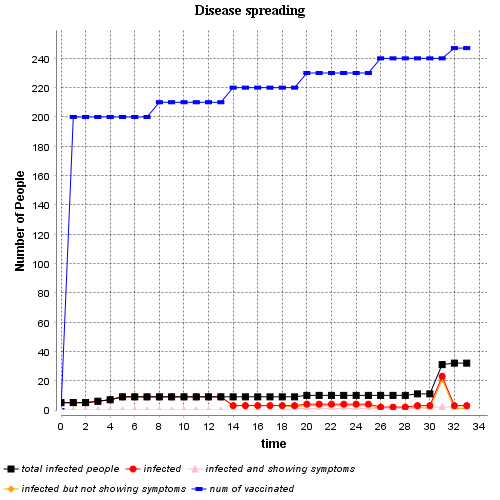 Disease spreading
Number of People
240
220
200
180
160
140
120
100
80
60
40
20
0
0 2 4 6 8 10 12 14 16 18 20 22 24 26 28 30 32 34
time
total infected people infected infected and showing symptoms
infected but not showing symptoms num of vaccinated